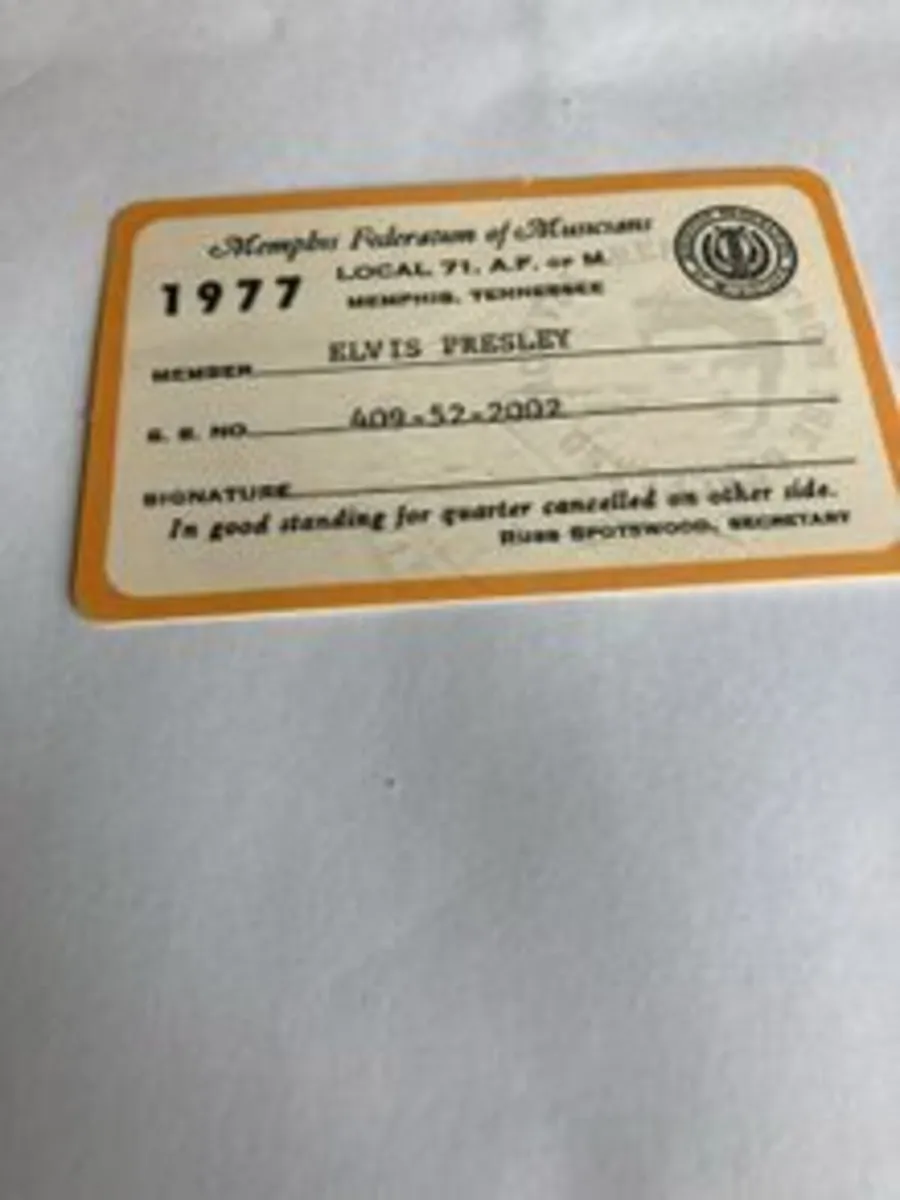 Memphis Federation of Musicians
LOCAL 71, A.F. OF M.
1977
MEMPHIS, TENNESSEE
MEMBER ELVIS PRESLEY
S. S. NO. 409-52-2002
SIGNATURE
In good standing for quarter cancelled on other side.
RUSS SPOTSWOOD, SECRETARY